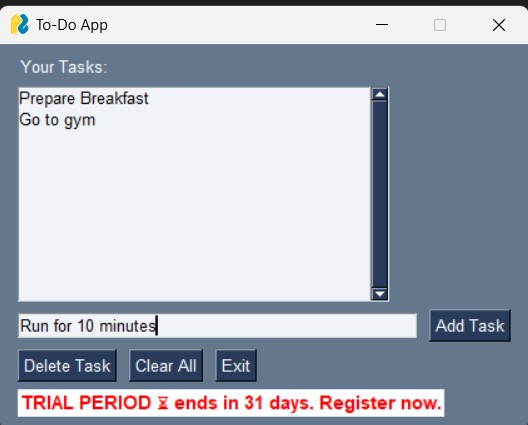 To-Do App
Your Tasks:
Prepare Breakfast
Go to gym
Run for 10 minutes Add Task
Delete Task Clear All Exit
TRIAL PERIOD ⏳ ends in 31 days. Register now.